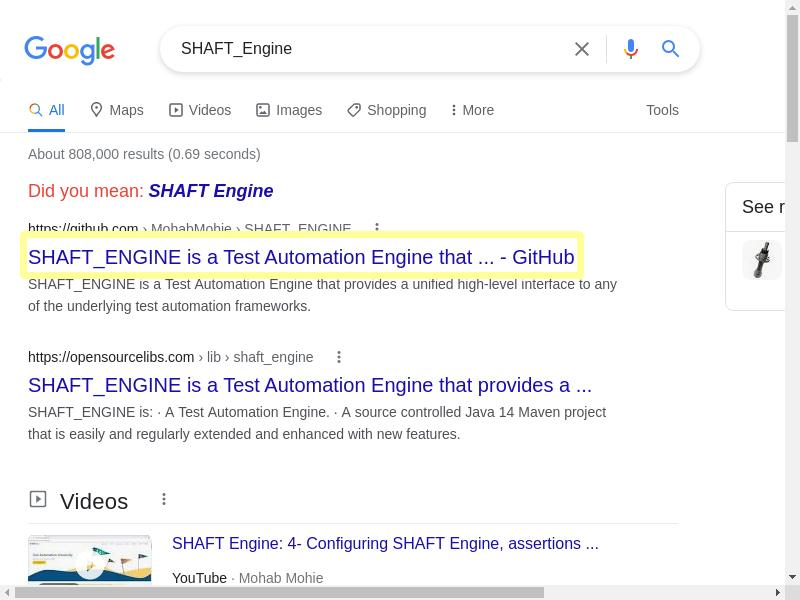 Google
SHAFT_Engine
All
Maps
Videos
Images
Shopping
More
Tools
About 808,000 results (0.69 seconds)
Did you mean: SHAFT Engine
https://github.com › MohabMohie › SHAFT_ENGINE
SHAFT_ENGINE is a Test Automation Engine that ... - GitHub
SHAFT_ENGINE is a Test Automation Engine that provides a unified high-level interface to any
of the underlying test automation frameworks.
See r
https://opensourcelibs.com › lib › shaft_engine
SHAFT_ENGINE is a Test Automation Engine that provides a ...
SHAFT_ENGINE is: · A Test Automation Engine. · A source controlled Java 14 Maven project
that is easily and regularly extended and enhanced with new features.
Videos
SHAFT Engine: 4- Configuring SHAFT Engine, assertions ...
YouTube · Mohab Mohie